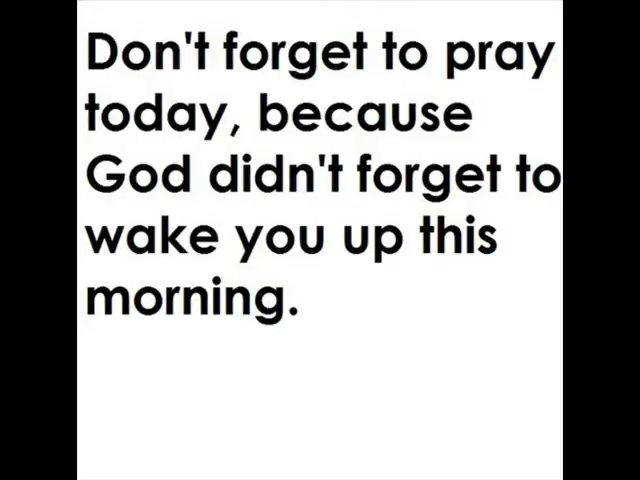 Don't forget to pray
today, because
God didn't forget to
wake you up this
morning.